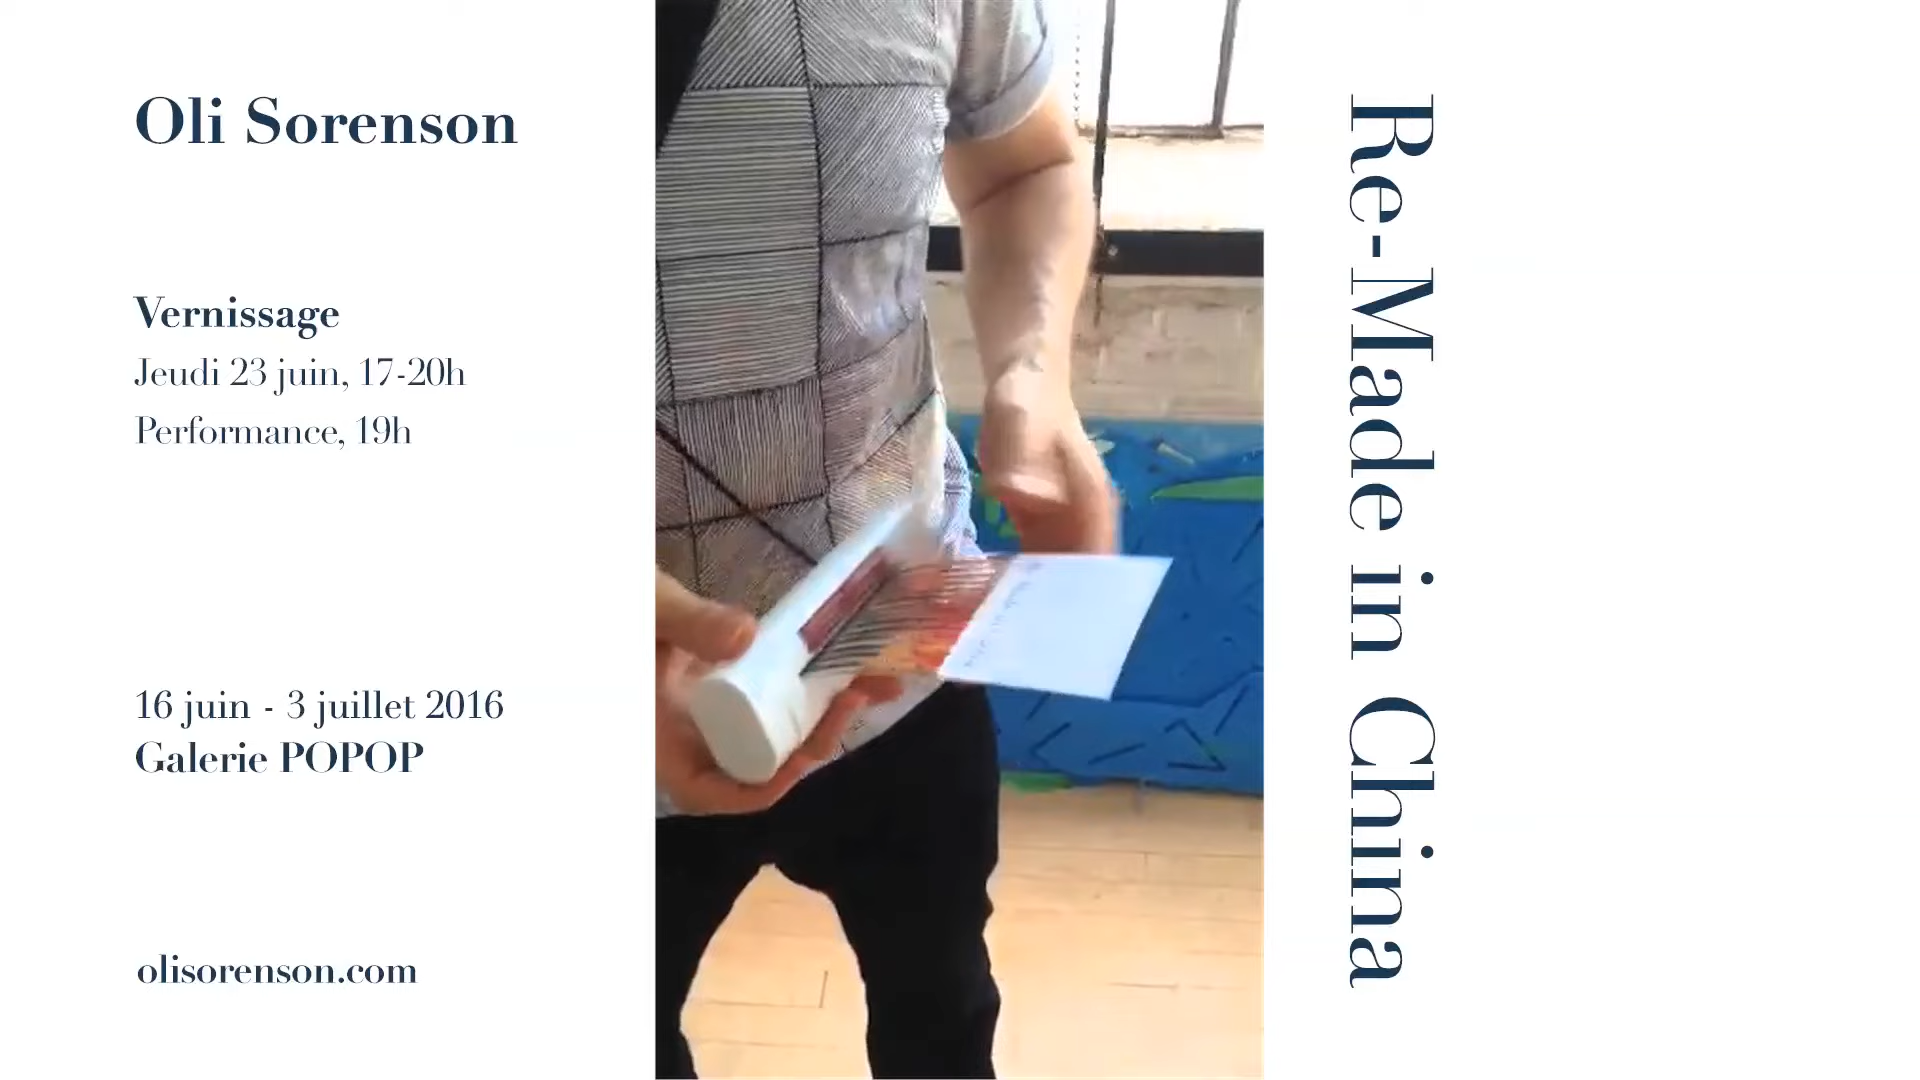 Oli Sorenson
Vernissage
Jeudi 23 juin, 17-20h
Performance, 19h
16 juin - 3 juillet 2016
Galerie POPOP
olisorenson.com
Re-Made in China